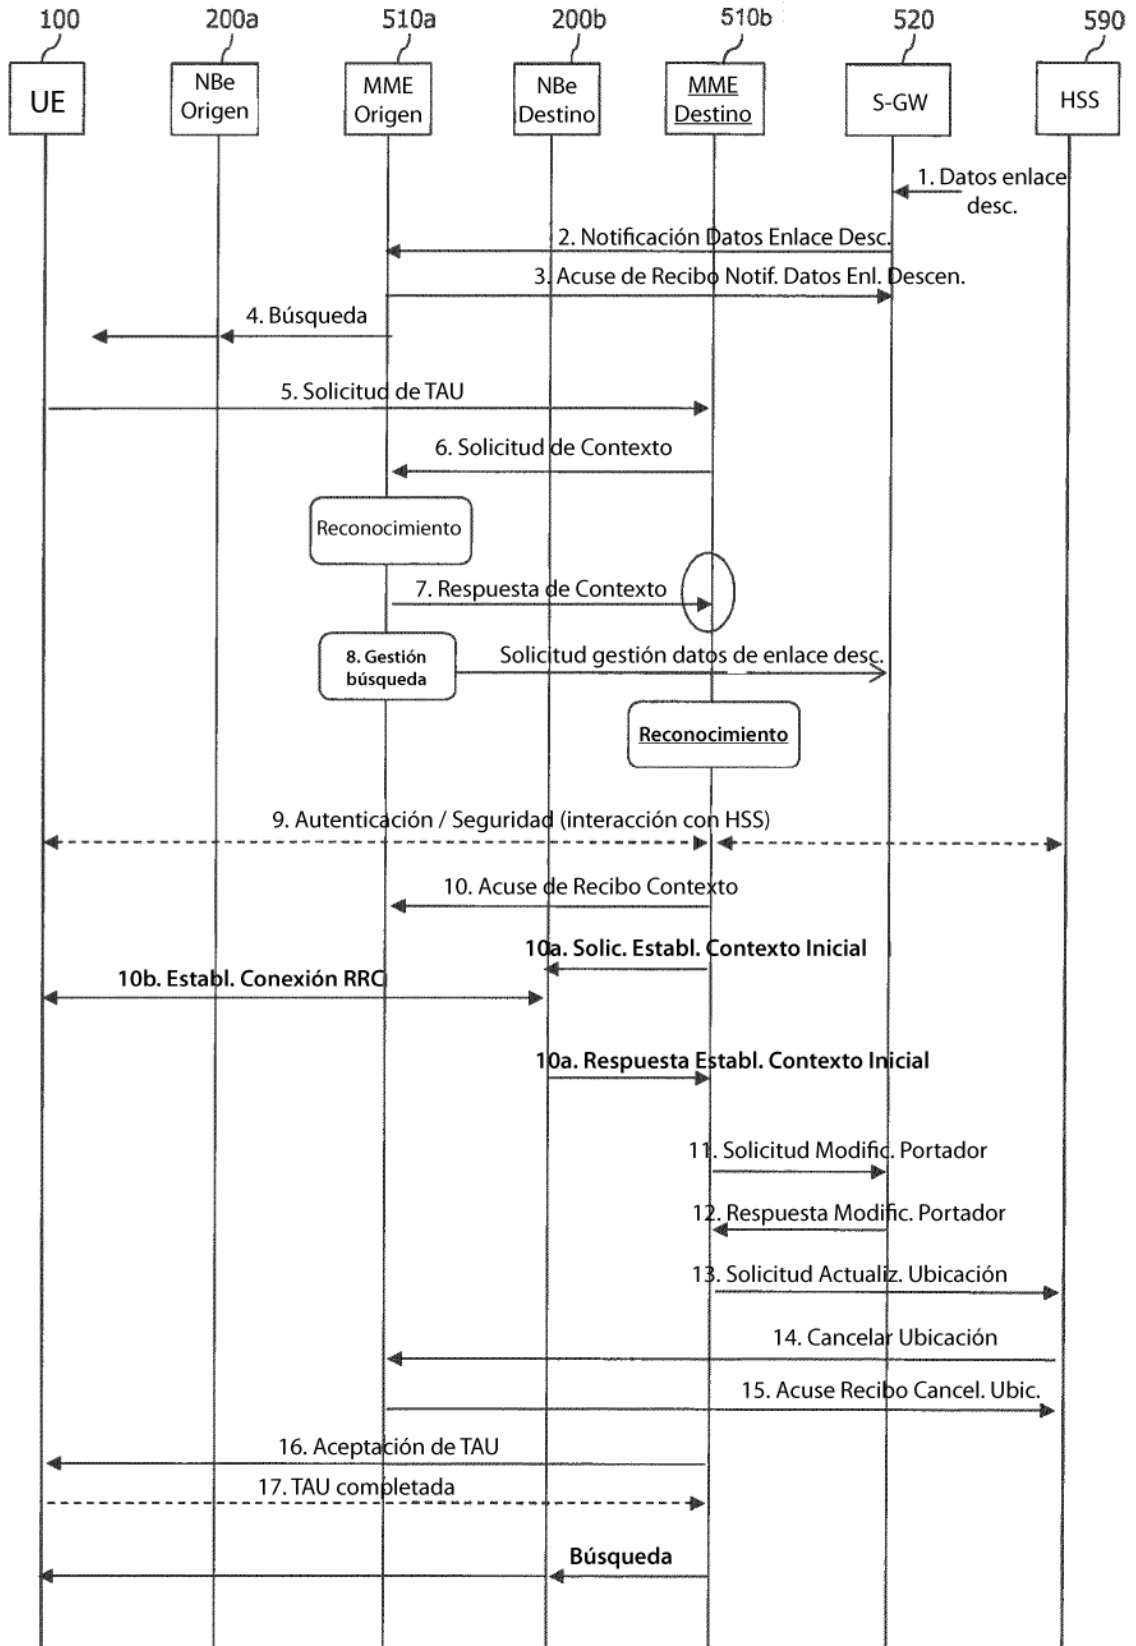 100
200a
510a
200b
510b
520
590
UE
NBe
Origen
MME
Origen
NBe
Destino
MME
Destino
S-GW
HSS
1. Datos enlace
desc.
2. Notificación Datos Enlace Desc.
3. Acuse de Recibo Notif. Datos Enl. Descen.
4. Búsqueda
5. Solicitud de TAU
6. Solicitud de Contexto
Reconocimiento
7. Respuesta de Contexto
8. Gestión
búsqueda
Solicitud gestión datos de enlace desc.
Reconocimiento
9. Autenticación / Seguridad (interacción con HSS)
10. Acuse de Recibo Contexto
10a. Solic. Establ. Contexto Inicial
10b. Establ. Conexión RRC
10a. Respuesta Establ. Contexto Inicial
11. Solicitud Modific. Portador
12. Respuesta Modific. Portador
13. Solicitud Actualiz. Ubicación
14. Cancelar Ubicación
15. Acuse Recibo Cancel. Ubic.
16. Aceptación de TAU
17. TAU completada
Búsqueda